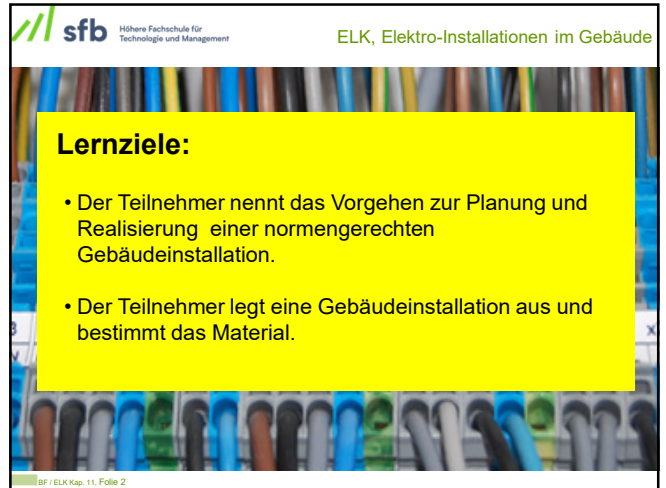 sfb
Höhere Fachschule für
Technologie und Management
ELK, Elektro-Installationen im Gebäude
Lernziele:
• Der Teilnehmer nennt das Vorgehen zur Planung und
Realisierung einer normengerechten
Gebäudeinstallation.
• Der Teilnehmer legt eine Gebäudeinstallation aus und
bestimmt das Material.
BF / ELK Kap. 11, Folie 2